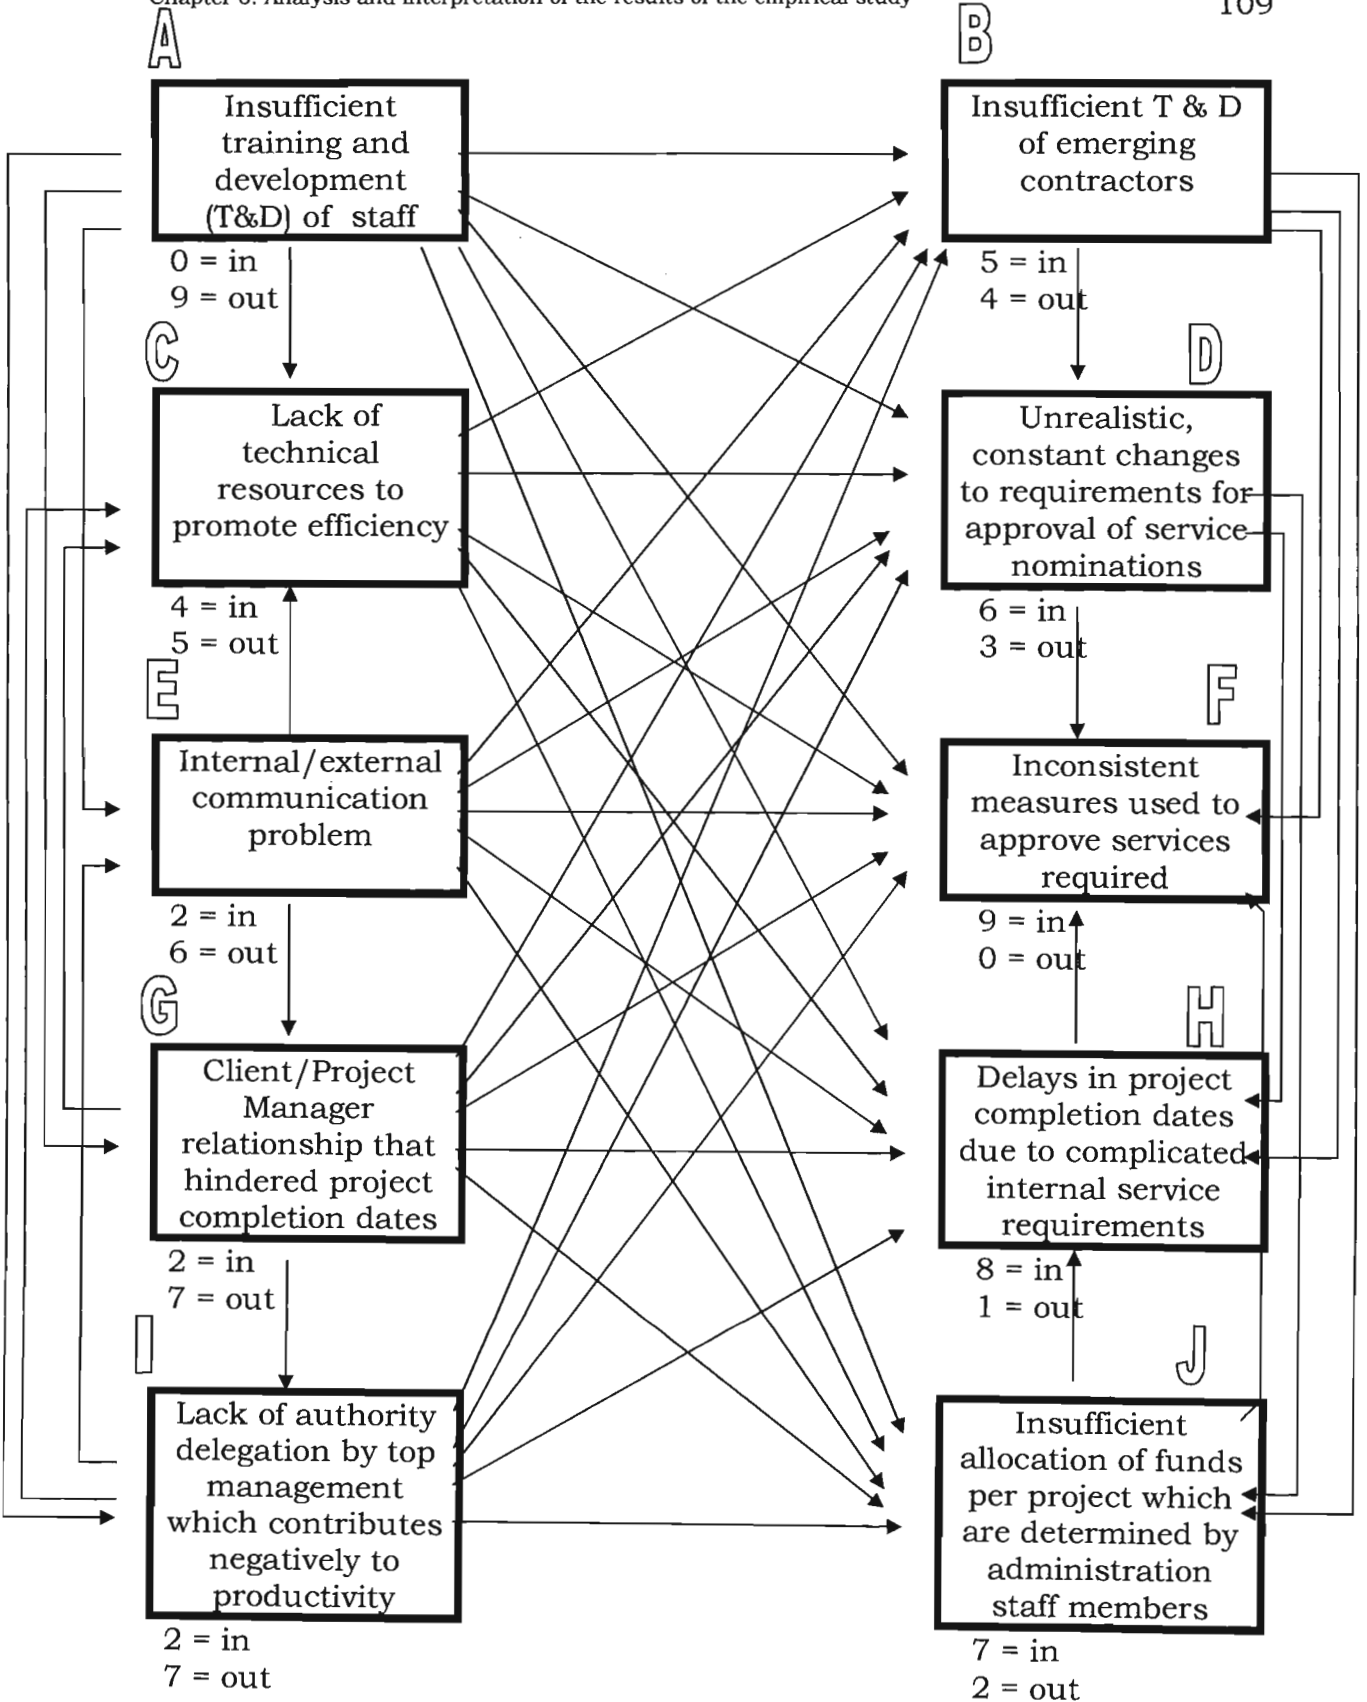 Chapter 6: Analysis and interpretation of the results of the empirical study 109
A
Insufficient
training and
development
(T&D) of staff
0 = in
9 = out
B
Insufficient T & D
of emerging
contractors
5 = in
4 = out
C
Lack of
technical
resources to
promote efficiency
4 = in
5 = out
D
Unrealistic,
constant changes
to requirements for
approval of service
nominations
6 = in
3 = out
E
Internal/external
communication
problem
2 = in
6 = out
F
Inconsistent
measures used to
approve services
required
9 = in
0 = out
G
Client/Project
Manager
relationship that
hindered project
completion dates
2 = in
7 = out
H
Delays in project
completion dates
due to complicated
internal service
requirements
8 = in
1 = out
I
Lack of authority
delegation by top
management
which contributes
negatively to
productivity
2 = in
7 = out
J
Insufficient
allocation of funds
per project which
are determined by
administration
staff members
7 = in
2 = out